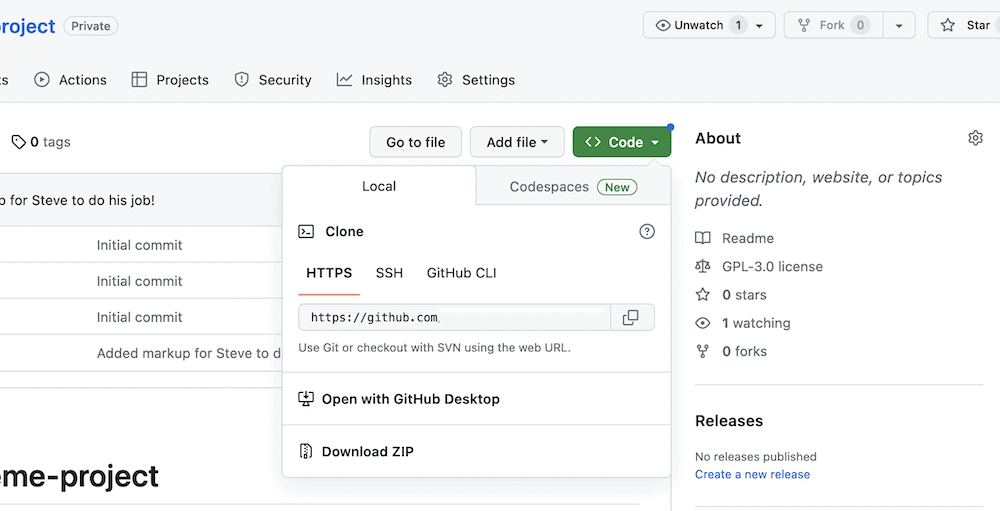 roject Private
Unwatch 1
Fork 0
Star
ts
Actions
Projects
Security
Insights
Settings
0 tags
Go to file
Add file
Code
p for Steve to do his job!
Initial commit
Initial commit
Initial commit
Added markup for Steve to d
eme-project
Local
Codespaces New
Clone
HTTPS SSH GitHub CLI
https://github.com
Use Git or checkout with SVN using the web URL.
Open with GitHub Desktop
Download ZIP
About
No description, website, or topics
provided.
Readme
GPL-3.0 license
0 stars
1 watching
0 forks
Releases
No releases published
Create a new release